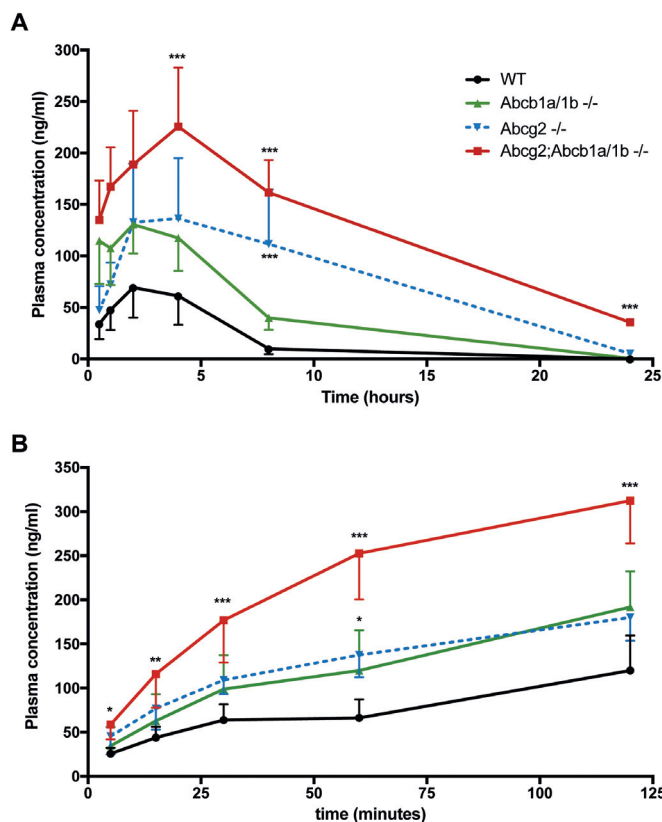 A
300
250
200
150
100
50
0
Plasma concentration (ng/ml)
0 5 10 15 20 25
Time (hours)
*** *** *** ***
WT
Abcb1a/1b -/-
Abcg2 -/-
Abcg2;Abcb1a/1b -/-
B
350
300
250
200
150
100
50
0
Plasma concentration (ng/ml)
0 25 50 75 100 125
time (minutes)
* ** *** *** * ***